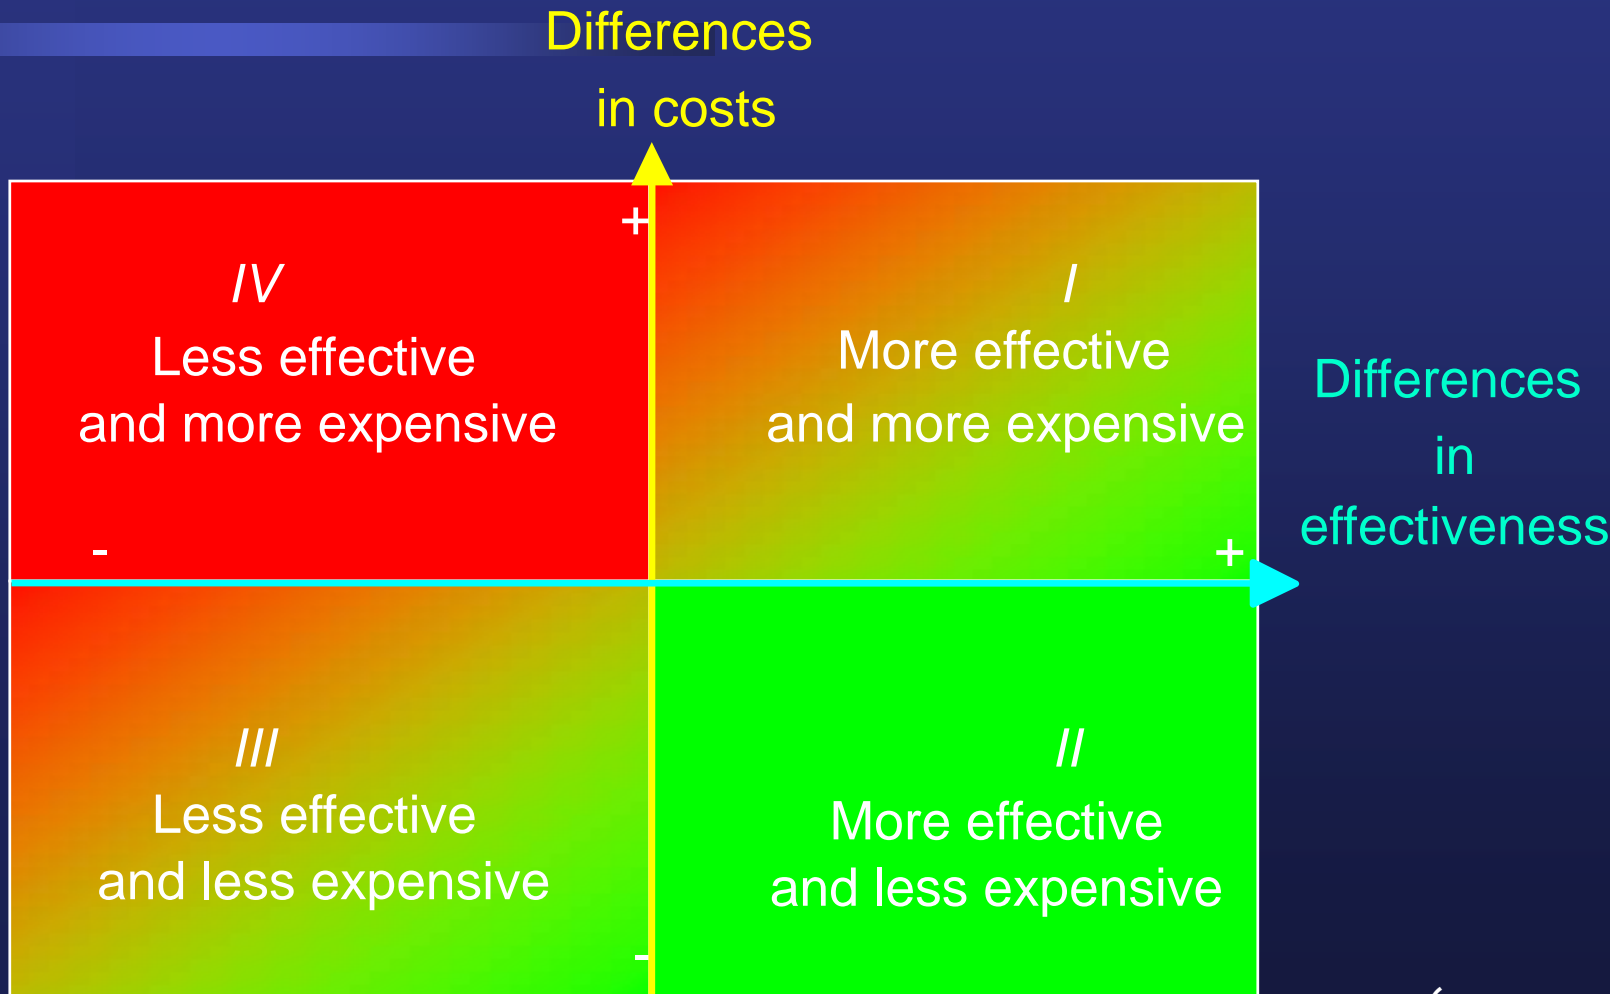 Differences
in costs
+
IV
Less effective
and more expensive
-
I
More effective
and more expensive
+
Differences
in
effectiveness
III
Less effective
and less expensive
-
II
More effective
and less expensive